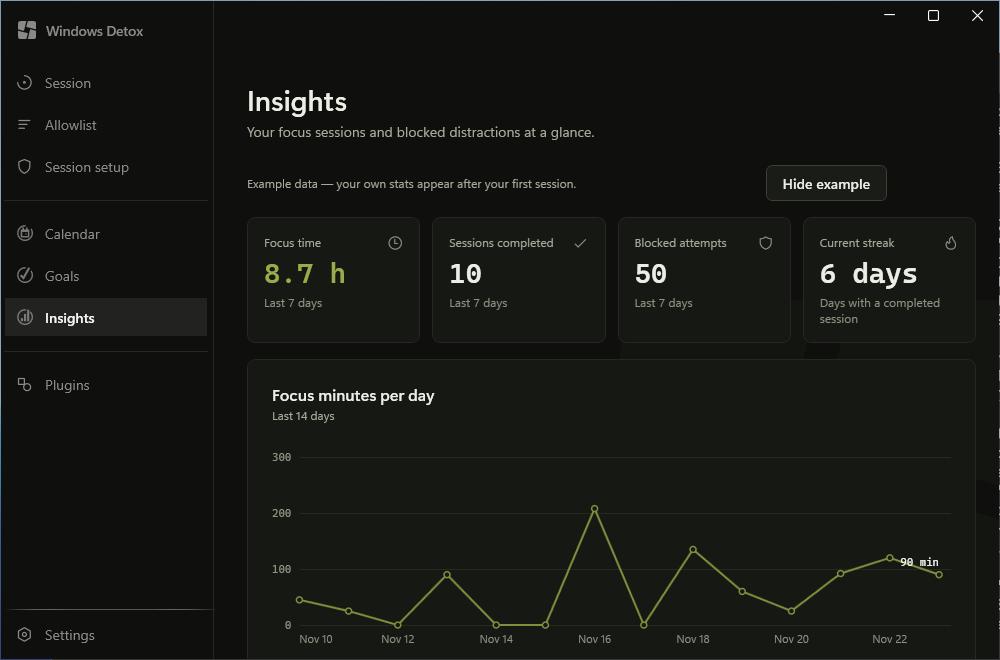 Windows Detox
Session
Allowlist
Session setup
Calendar
Goals
Insights
Plugins
Settings
Insights
Your focus sessions and blocked distractions at a glance.
Example data — your own stats appear after your first session.
Hide example
Focus time
8.7 h
Last 7 days
Sessions completed
10
Last 7 days
Blocked attempts
50
Last 7 days
Current streak
6 days
Days with a completed
session
Focus minutes per day
Last 14 days
300
200
100
0
90 min
Nov 10
Nov 12
Nov 14
Nov 16
Nov 18
Nov 20
Nov 22